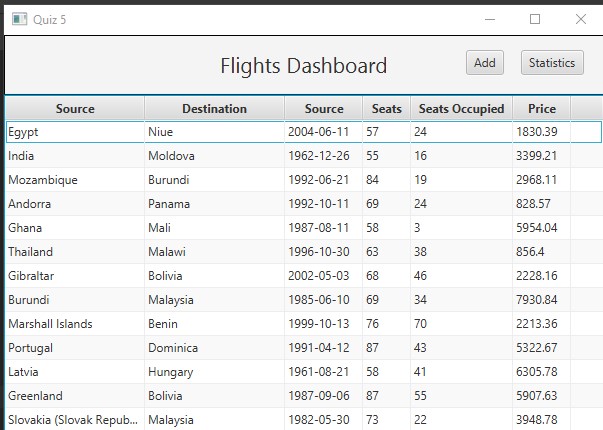 Quiz 5
Flights Dashboard Add Statistics
Source Destination Source Seats Seats Occupied Price
Egypt Niue 2004-06-11 57 24 1830.39
India Moldova 1962-12-26 55 16 3399.21
Mozambique Burundi 1992-06-21 84 19 2968.11
Andorra Panama 1992-10-11 69 24 828.57
Ghana Mali 1987-08-11 58 3 5954.04
Thailand Malawi 1996-10-30 63 38 856.4
Gibraltar Bolivia 2002-05-03 68 46 2228.16
Burundi Malaysia 1985-06-10 69 34 7930.84
Marshall Islands Benin 1999-10-13 76 70 2213.36
Portugal Dominica 1991-04-12 87 43 5322.67
Latvia Hungary 1961-08-21 58 41 6305.78
Greenland Bolivia 1987-09-06 87 55 5907.63
Slovakia (Slovak Repub... Malaysia 1982-05-30 73 22 3948.78